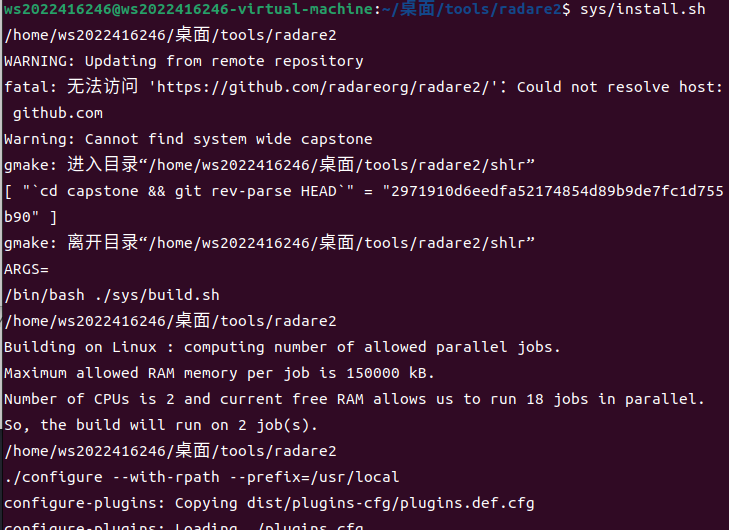 ws2022416246@ws2022416246-virtual-machine:~/桌面/tools/radare2$ sys/install.sh
/home/ws2022416246/桌面/tools/radare2
WARNING: Updating from remote repository
fatal: 无法访问 'https://github.com/radareorg/radare2/'：Could not resolve host:
 github.com
Warning: Cannot find system wide capstone
gmake: 进入目录“/home/ws2022416246/桌面/tools/radare2/shlr”
[ "`cd capstone && git rev-parse HEAD`" = "2971910d6eedfa52174854d89b9de7fc1d755
b90" ]
gmake: 离开目录“/home/ws2022416246/桌面/tools/radare2/shlr”
ARGS=
/bin/bash ./sys/build.sh
/home/ws2022416246/桌面/tools/radare2
Building on Linux : computing number of allowed parallel jobs.
Maximum allowed RAM memory per job is 150000 kB.
Number of CPUs is 2 and current free RAM allows us to run 18 jobs in parallel.
So, the build will run on 2 job(s).
/home/ws2022416246/桌面/tools/radare2
./configure --with-rpath --prefix=/usr/local
configure-plugins: Copying dist/plugins-cfg/plugins.def.cfg
configure-plugins: Loading ./plugins.cfg